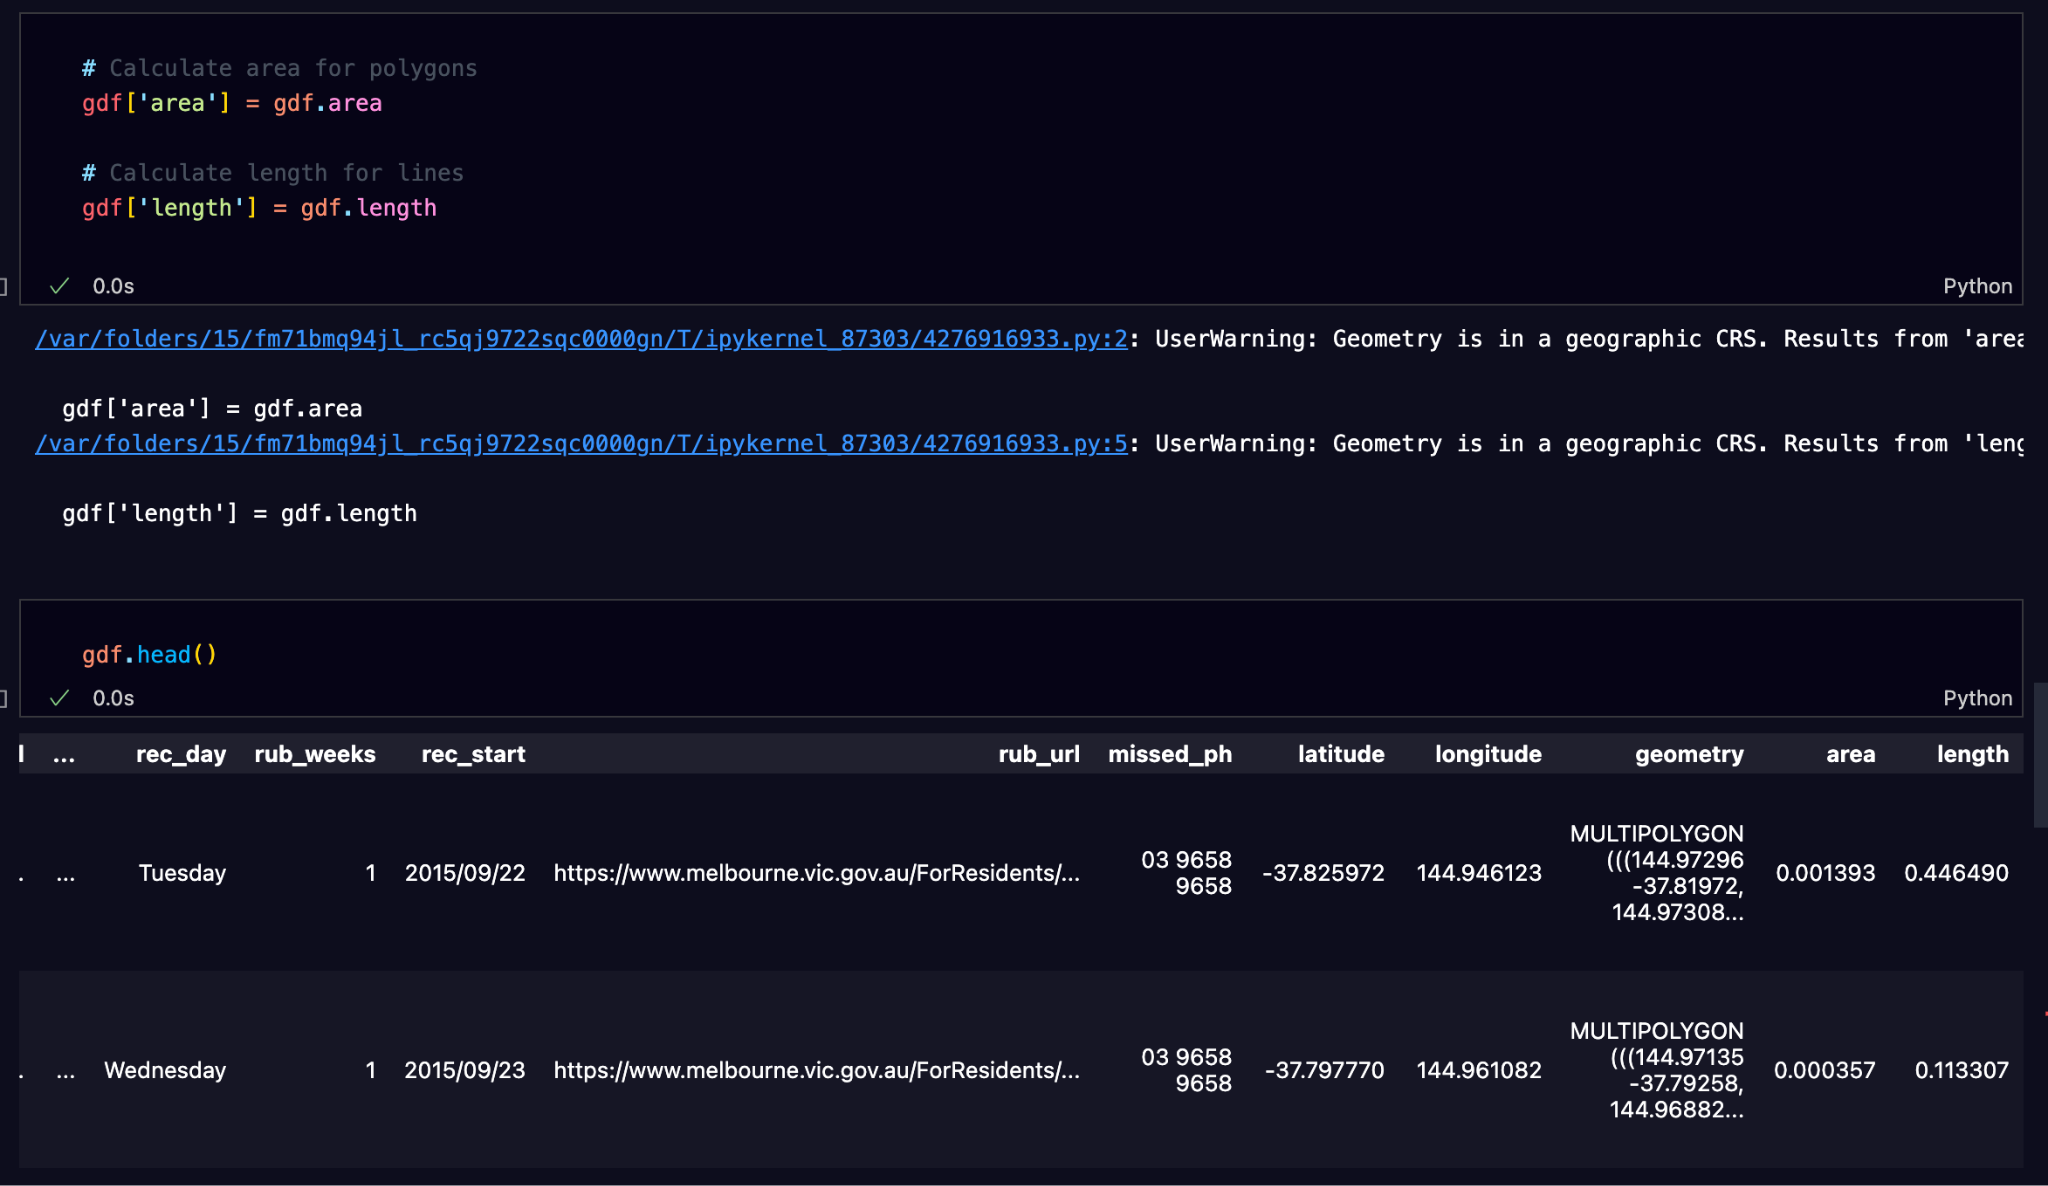 # Calculate area for polygons
gdf['area'] = gdf.area
# Calculate length for lines
gdf['length'] = gdf.length
0.0s
Python
/var/folders/15/fm71bmq94jl_rc5qj9722sqc0000gn/T/ipykernel_87303/4276916933.py:2: UserWarning: Geometry is in a geographic CRS. Results from 'area
gdf['area'] = gdf.area
/var/folders/15/fm71bmq94jl_rc5qj9722sqc0000gn/T/ipykernel_87303/4276916933.py:5: UserWarning: Geometry is in a geographic CRS. Results from 'leng
gdf['length'] = gdf.length
gdf.head()
0.0s
Python
... rec_day rub_weeks rec_start rub_url missed_ph latitude longitude geometry area length
. ... Tuesday 1 2015/09/22 https://www.melbourne.vic.gov.au/ForResidents/... 03 9658 9658 -37.825972 144.946123 MULTIPOLYGON (((144.97296 -37.81972, 144.97308... 0.001393 0.446490
. ... Wednesday 1 2015/09/23 https://www.melbourne.vic.gov.au/ForResidents/... 03 9658 9658 -37.797770 144.961082 MULTIPOLYGON (((144.97135 -37.79258, 144.96882... 0.000357 0.113307